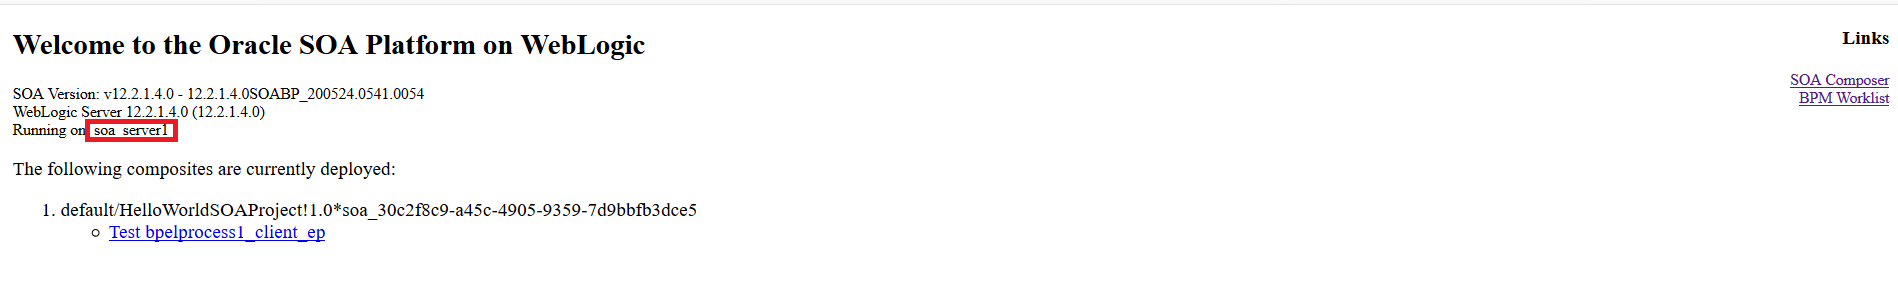 Welcome to the Oracle SOA Platform on WebLogic
Links
SOA Version: v12.2.1.4.0 - 12.2.1.4.0SOABP_200524.0541.0054
WebLogic Server 12.2.1.4.0 (12.2.1.4.0)
Running on soa_server1
SOA Composer
BPM Worklist
The following composites are currently deployed:
1. default/HelloWorldSOAProject!1.0*soa_30c2f8c9-a45c-4905-9359-7d9bbfb3dce5
Test bpelprocess1_client_ep